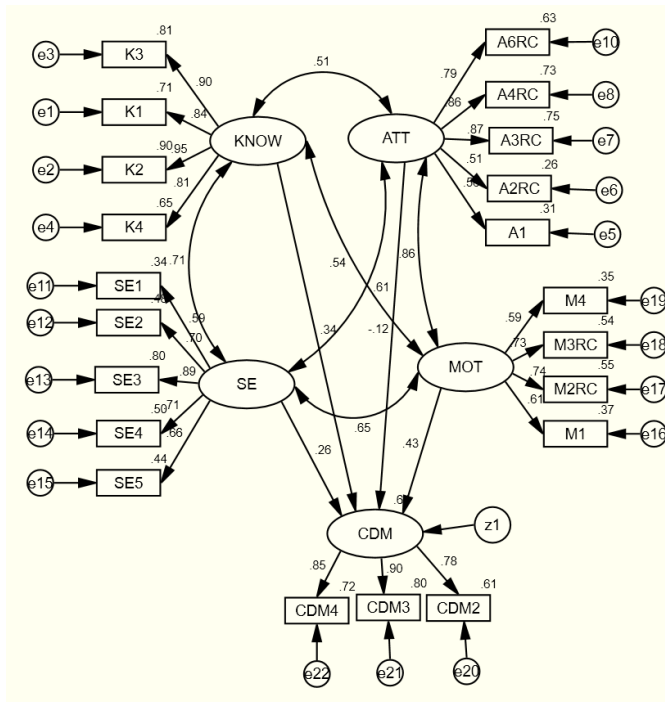 .81
e3 K3
.90
.71
e1 K1
.84
.90 .95
e2 K2
.81
.65
e4 K4
KNOW
.51
ATT
.63
A6RC e10
.79
.73
A4RC e8
.86
.75
A3RC e7
.87
.51
.26
A2RC e6
.31
A1 e5
.71
.54
.61
.86
.34
-.12
.34
e11 SE1
.59
e12 SE2
.70
.80
e13 SE3
.89
.50
.71
e14 SE4
.66
.44
e15 SE5
SE
.35
M4 e19
.59
.54
M3RC e18
.73
.55
M2RC e17
.74
.37
M1 e16
.61
MOT
.65
.26
.43
CDM
z1
.85
.90
.78
.72
CDM4
.80
CDM3
.61
CDM2
e22
e21
e20